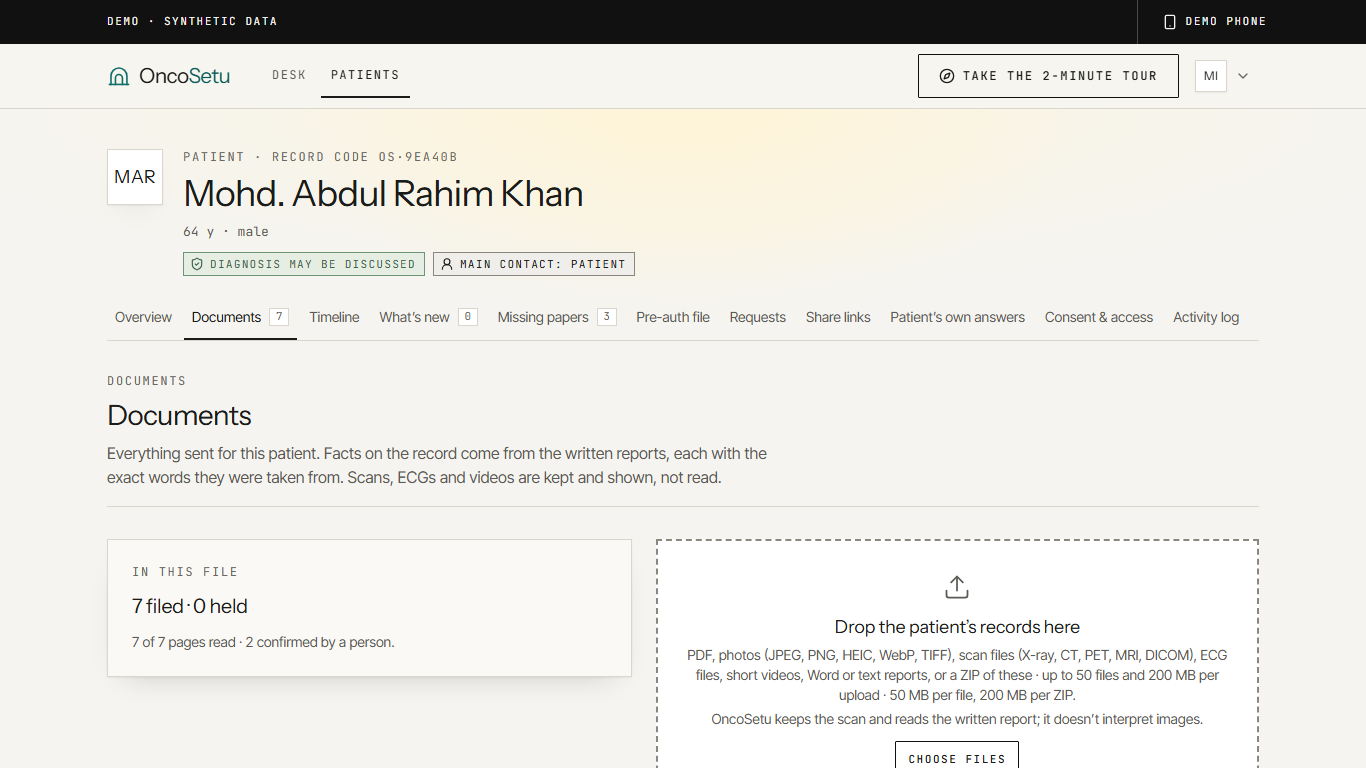 DEMO · SYNTHETIC DATA
DEMO PHONE
OncoSetu
DESK
PATIENTS
TAKE THE 2-MINUTE TOUR
MI
MAR
PATIENT · RECORD CODE OS·9EA40B
Mohd. Abdul Rahim Khan
64 y · male
DIAGNOSIS MAY BE DISCUSSED
MAIN CONTACT: PATIENT
Overview
Documents 7
Timeline
What's new 0
Missing papers 3
Pre-auth file
Requests
Share links
Patient's own answers
Consent & access
Activity log
DOCUMENTS
Documents
Everything sent for this patient. Facts on the record come from the written reports, each with the
exact words they were taken from. Scans, ECGs and videos are kept and shown, not read.
IN THIS FILE
7 filed · 0 held
7 of 7 pages read · 2 confirmed by a person.
Drop the patient's records here
PDF, photos (JPEG, PNG, HEIC, WebP, TIFF), scan files (X-ray, CT, PET, MRI, DICOM), ECG
files, short videos, Word or text reports, or a ZIP of these · up to 50 files and 200 MB per
upload · 50 MB per file, 200 MB per ZIP.
OncoSetu keeps the scan and reads the written report; it doesn't interpret images.
CHOOSE FILES